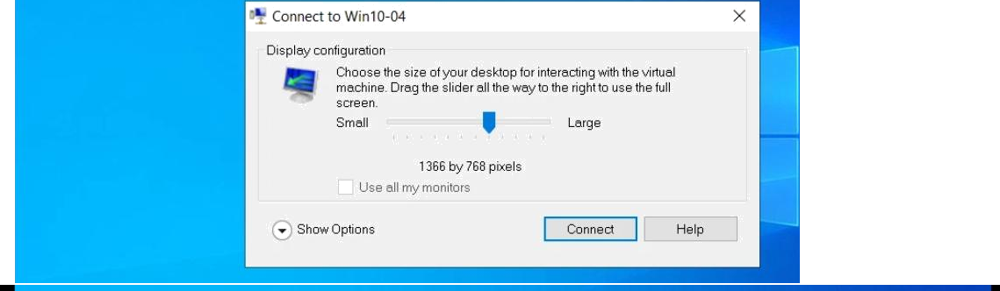 Connect to Win10-04
Display configuration
Choose the size of your desktop for interacting with the virtual
machine. Drag the slider all the way to the right to use the full
screen.
Small Large
1366 by 768 pixels
Use all my monitors
Show Options Connect Help